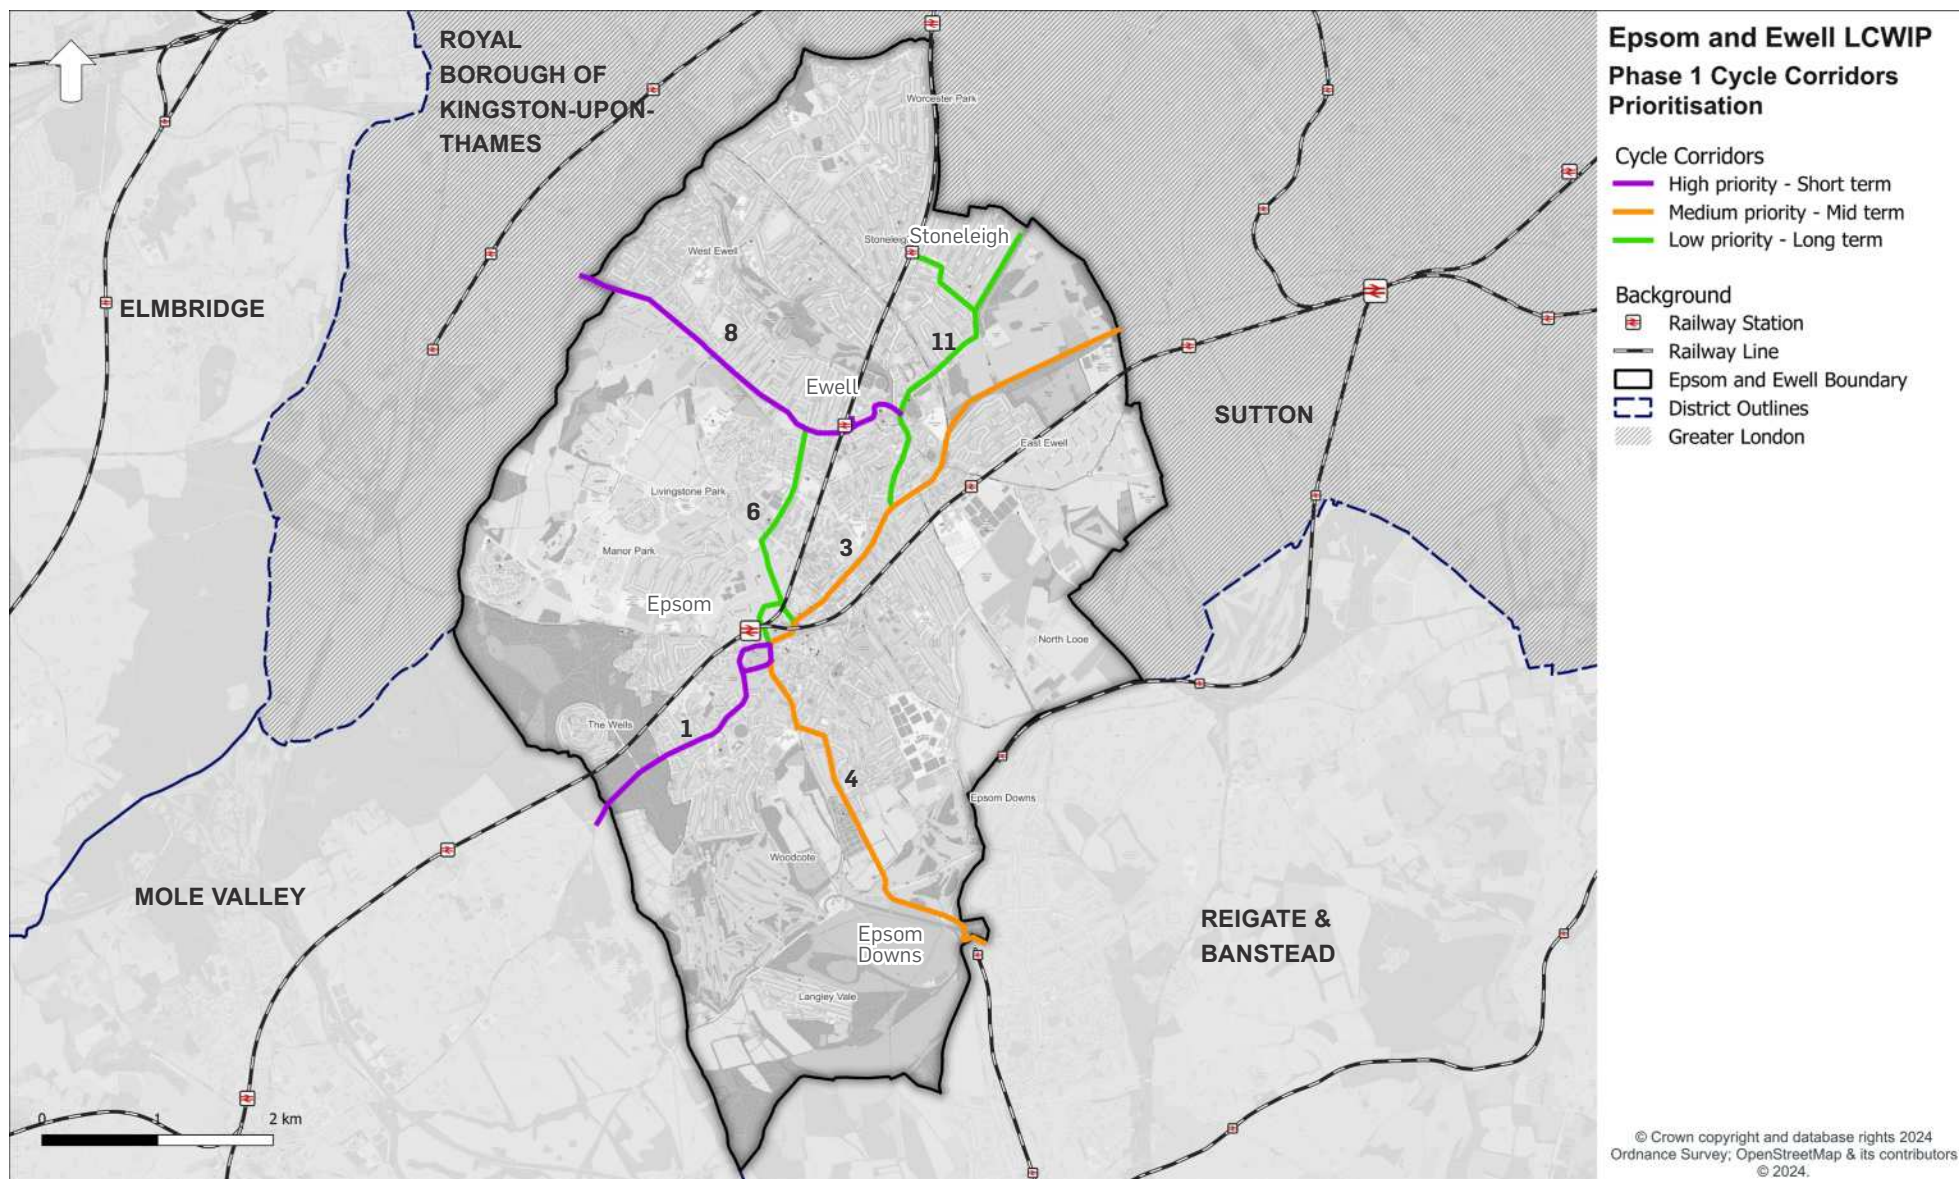 ROYAL
BOROUGH OF
KINGSTON-UPON-
THAMES
Worcester Park
Stoneleigh
West Ewell
ELMBRIDGE
8
11
Ewell
SUTTON
East Ewell
Livingstone Park
6
3
Manor Park
Epsom
North Looe
The Wells
1
4
Epsom Downs
Woodcote
MOLE VALLEY
REIGATE &
BANSTEAD
Epsom
Downs
Langley Vale
0 1 2 km
Epsom and Ewell LCWIP
Phase 1 Cycle Corridors
Prioritisation
Cycle Corridors
High priority - Short term
Medium priority - Mid term
Low priority - Long term
Background
Railway Station
Railway Line
Epsom and Ewell Boundary
District Outlines
Greater London
© Crown copyright and database rights 2024
Ordnance Survey; OpenStreetMap & its contributors
© 2024.